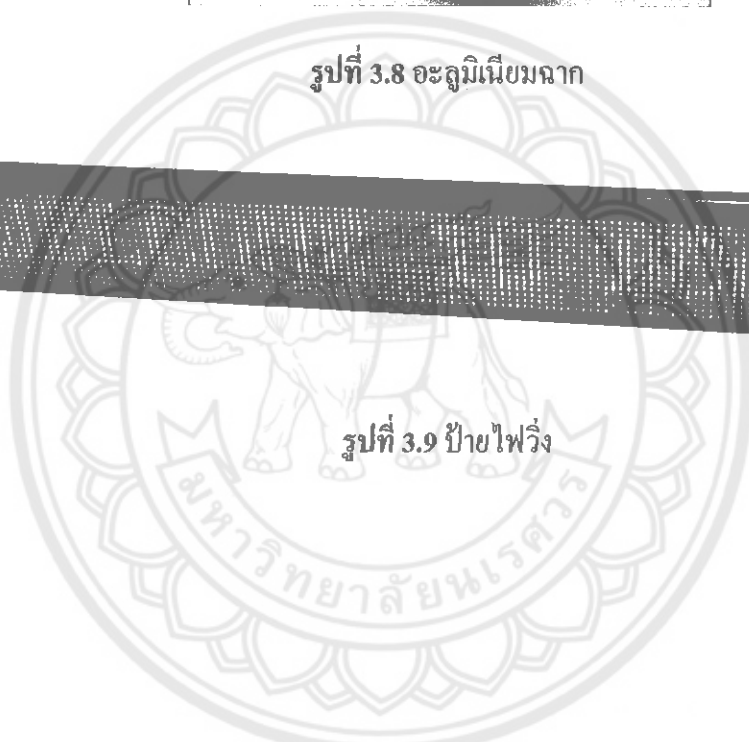 รูปที่ 3.8 อะลูมิเนียมฉาก
รูปที่ 3.9 ป้ายไฟวิ่ง
มหาวิทยาลัยนเรศวร